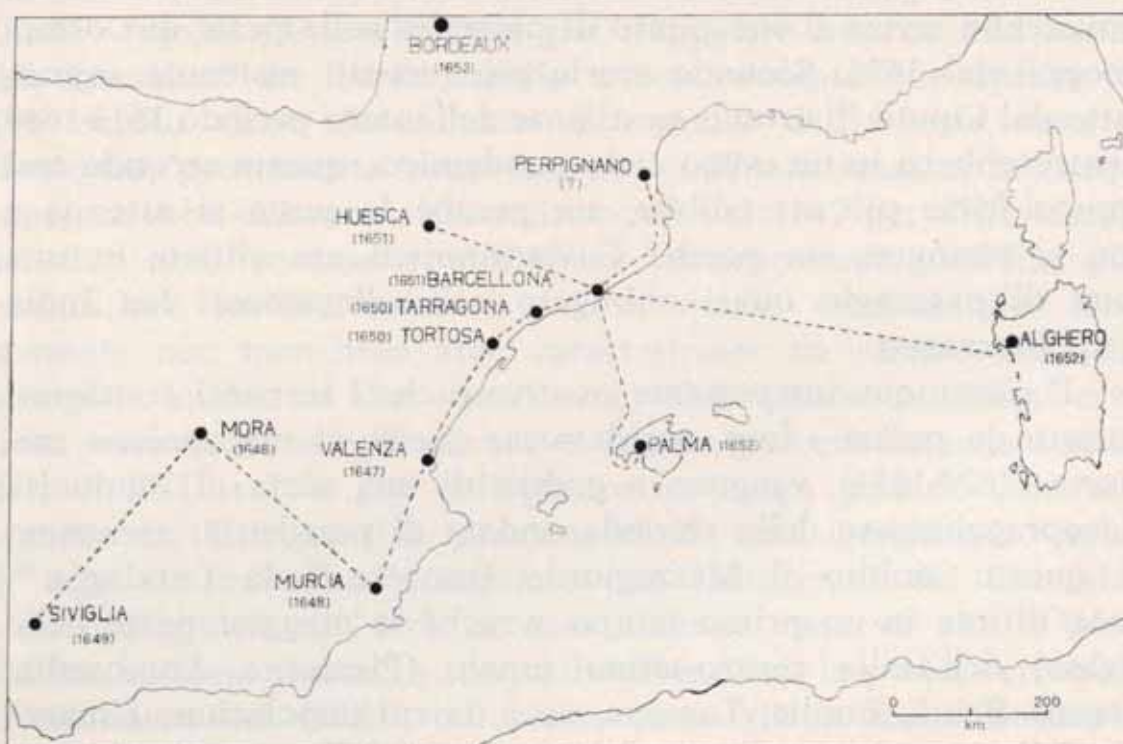 BORDEAUX
(1653)
PERPIGNANO
(?)
HUESCA
(1651)
(1651) BARCELLONA
(1650) TARRAGONA
(1650) TORTOSA
ALGHERO
(1652)
MORA
(1648)
VALENZA
(1647)
PALMA (1652)
MURCIA
(1648)
SIVIGLIA
(1649)
0 200
km.